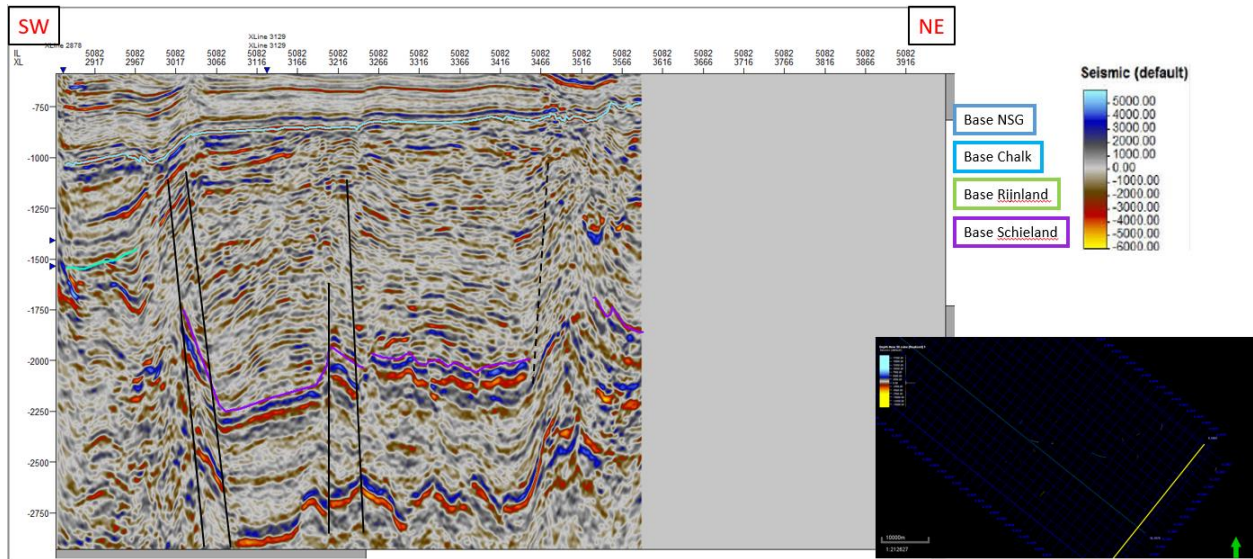 SW
NE
XLine 2878
XLine 3129
XLine 3129
IL 5082 5082 5082 5082 5082 5082 5082 5082 5082 5082 5082 5082 5082 5082 5082 5082 5082 5082 5082 5082 5082
XL 2917 2967 3017 3066 3116 3166 3216 3266 3316 3366 3416 3466 3516 3566 3616 3666 3716 3766 3816 3866 3916
-750
-1000
-1250
-1500
-1750
-2000
-2250
-2500
-2750
Base NSG
Base Chalk
Base Rijnland
Base Schieland
Seismic (default)
5000.00
4000.00
3000.00
2000.00
1000.00
0.00
-1000.00
-2000.00
-3000.00
-4000.00
-5000.00
-6000.00
10000m
1:212827